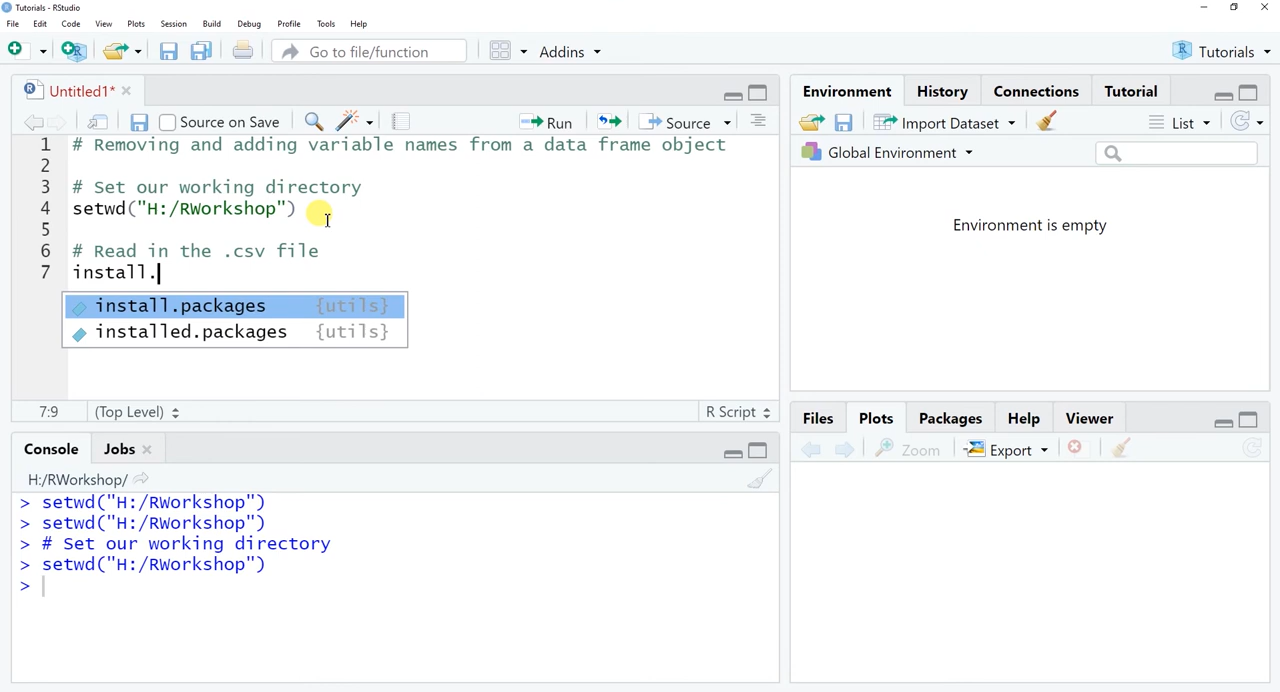 Tutorials - RStudio
File Edit Code View Plots Session Build Debug Profile Tools Help
Go to file/function Addins Tutorials
Untitled1*
Source on Save Run Source
1 # Removing and adding variable names from a data frame object
2
3 # Set our working directory
4 setwd("H:/RWorkshop")
5
6 # Read in the .csv file
7 install.
install.packages {utils}
installed.packages {utils}
7:9 (Top Level) R Script
Console Jobs
H:/RWorkshop/
> setwd("H:/RWorkshop")
> setwd("H:/RWorkshop")
> # Set our working directory
> setwd("H:/RWorkshop")
>
Environment History Connections Tutorial
Import Dataset List
Global Environment
Environment is empty
Files Plots Packages Help Viewer
Zoom Export